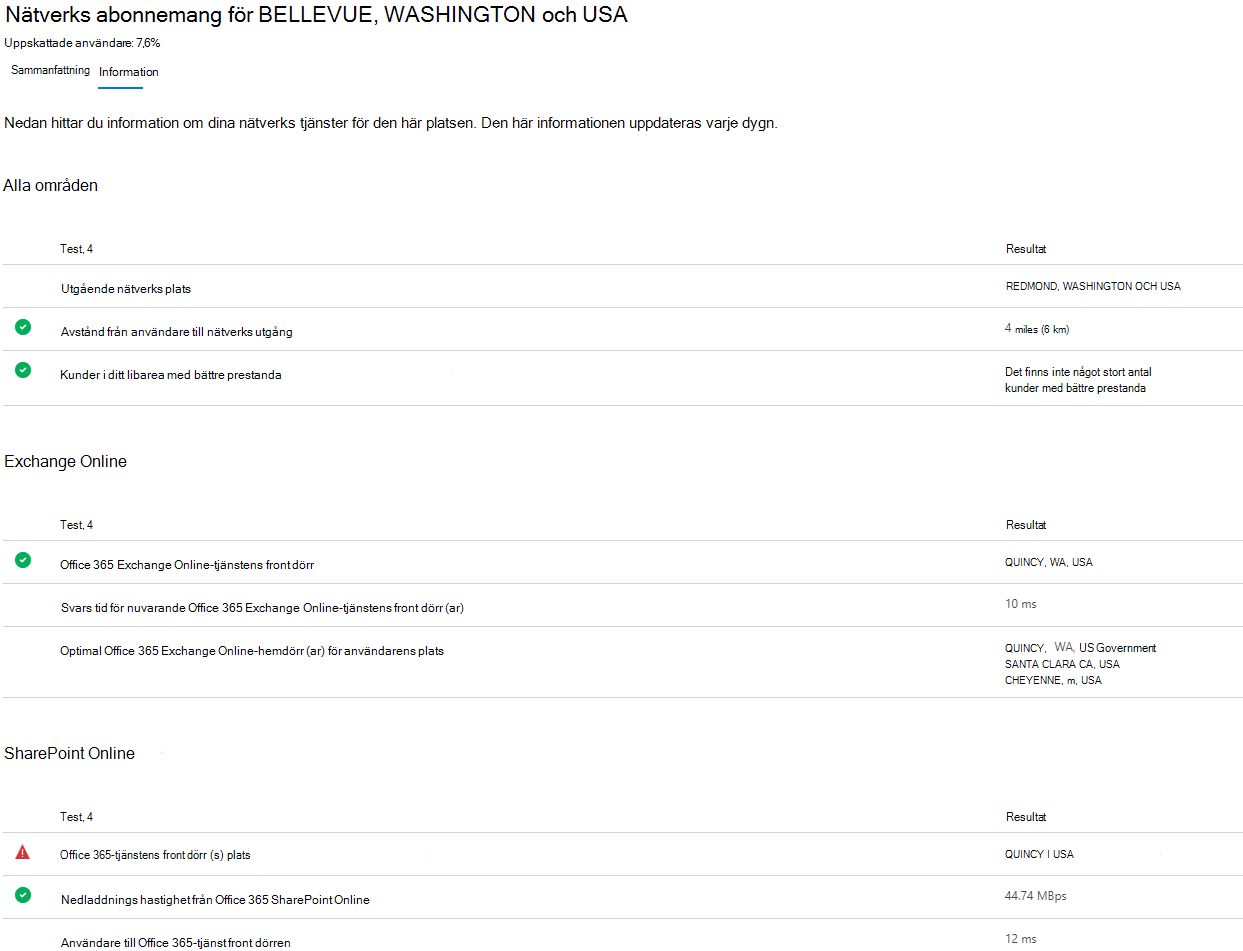 Nätverks abonnemang för BELLEVUE, WASHINGTON och USA
Uppskattade användare: 7,6%
Sammanfattning Information
Nedan hittar du information om dina nätverks tjänster för den här platsen. Den här informationen uppdateras varje dygn.
Alla områden
Test, 4 Resultat
Utgående nätverks plats REDMOND, WASHINGTON OCH USA
Avstånd från användare till nätverks utgång 4 miles (6 km)
Kunder i ditt libarea med bättre prestanda Det finns inte något stort antal
kunder med bättre prestanda
Exchange Online
Test, 4 Resultat
Office 365 Exchange Online-tjänstens front dörr QUINCY, WA, USA
Svars tid för nuvarande Office 365 Exchange Online-tjänstens front dörr (ar) 10 ms
Optimal Office 365 Exchange Online-hemdörr (ar) för användarens plats QUINCY, WA, US Government
SANTA CLARA CA, USA
CHEYENNE, m, USA
SharePoint Online
Test, 4 Resultat
Office 365-tjänstens front dörr (s) plats QUINCY I USA
Nedladdnings hastighet från Office 365 SharePoint Online 44.74 MBps
Användare till Office 365-tjänst front dörren 12 ms